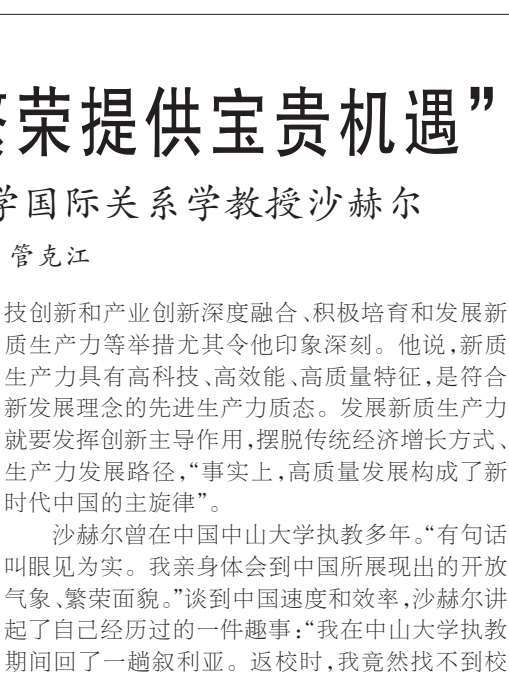 荣提供宝贵机遇”
学国际关系学教授沙赫尔
管克江
技创新和产业创新深度融合、积极培育和发展新
质生产力等举措尤其令他印象深刻。他说,新质
生产力具有高科技、高效能、高质量特征,是符合
新发展理念的先进生产力质态。发展新质生产力
就要发挥创新主导作用,摆脱传统经济增长方式、
生产力发展路径,“事实上,高质量发展构成了新
时代中国的主旋律”。
沙赫尔曾在中国中山大学执教多年。“有句话
叫眼见为实。我亲身体会到中国所展现出的开放
气象、繁荣面貌。”谈到中国速度和效率,沙赫尔讲
起了自己经历过的一件趣事:“我在中山大学执教
期间回了一趟叙利亚。返校时,我竟然找不到校